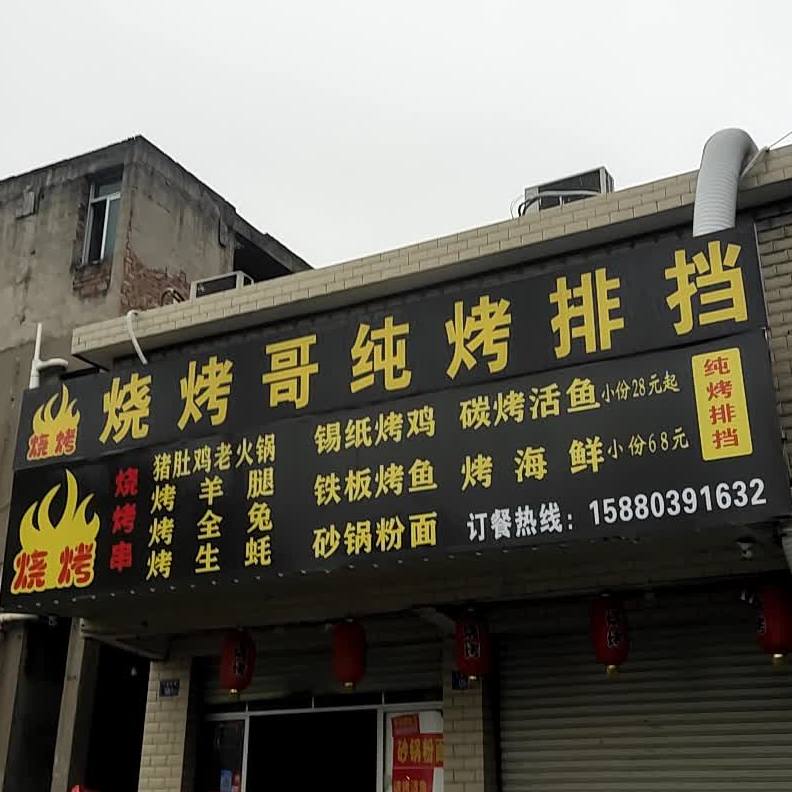 烧烤哥纯烤排挡
烧烤
烧烤
烧烤串
猪肚鸡老火锅
烤羊腿
烤全兔
烤生蚝
锡纸烤鸡
铁板烤鱼
砂锅粉面
碳烤活鱼小份28元起
烤海鲜小份68元
订餐热线：15880391632
纯烤排挡
烧烤
砂锅粉面